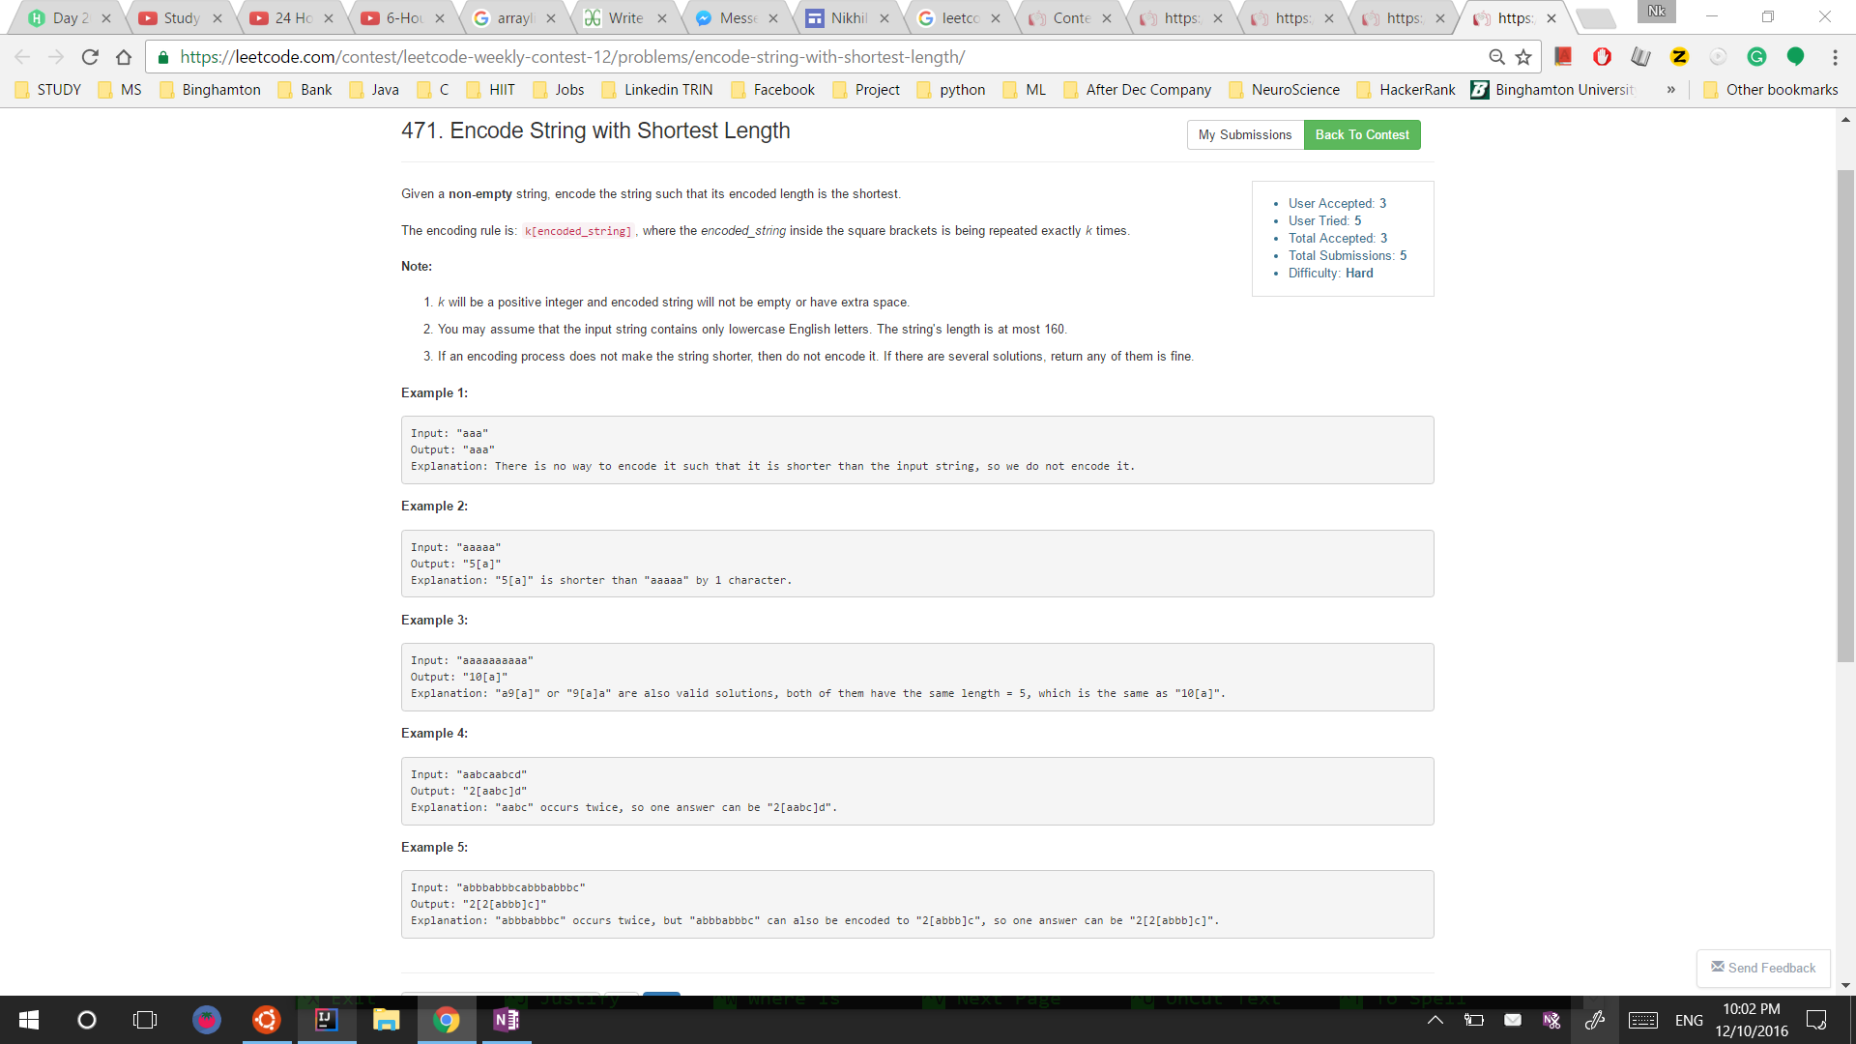 Day 2
Study
24 Ho
6-Hou
arrayli
Write
Messe
Nikhil
leetco
Conte
https:
https:
https:
https:
Nk
https://leetcode.com/contest/leetcode-weekly-contest-12/problems/encode-string-with-shortest-length/
STUDY
MS
Binghamton
Bank
Java
C
HIIT
Jobs
Linkedin TRIN
Facebook
Project
python
ML
After Dec Company
NeuroScience
HackerRank
Binghamton Universit
»
Other bookmarks
471. Encode String with Shortest Length
My Submissions
Back To Contest
Given a non-empty string, encode the string such that its encoded length is the shortest.
The encoding rule is: k[encoded_string], where the encoded_string inside the square brackets is being repeated exactly k times.
• User Accepted: 3
• User Tried: 5
• Total Accepted: 3
• Total Submissions: 5
• Difficulty: Hard
Note:
1. k will be a positive integer and encoded string will not be empty or have extra space.
2. You may assume that the input string contains only lowercase English letters. The string's length is at most 160.
3. If an encoding process does not make the string shorter, then do not encode it. If there are several solutions, return any of them is fine.
Example 1:
Input: "aaa"
Output: "aaa"
Explanation: There is no way to encode it such that it is shorter than the input string, so we do not encode it.
Example 2:
Input: "aaaaa"
Output: "5[a]"
Explanation: "5[a]" is shorter than "aaaaa" by 1 character.
Example 3:
Input: "aaaaaaaaaa"
Output: "10[a]"
Explanation: "a9[a]" or "9[a]a" are also valid solutions, both of them have the same length = 5, which is the same as "10[a]".
Example 4:
Input: "aabcaabcd"
Output: "2[aabc]d"
Explanation: "aabc" occurs twice, so one answer can be "2[aabc]d".
Example 5:
Input: "abbbabbbcabbbabbbc"
Output: "2[2[abbb]c]"
Explanation: "abbbabbbc" occurs twice, but "abbbabbbc" can also be encoded to "2[abbb]c", so one answer can be "2[2[abbb]c]".
Send Feedback
Exit
Justify
Where Is
Next Page
UnCut Text
To Spell
ENG
10:02 PM
12/10/2016